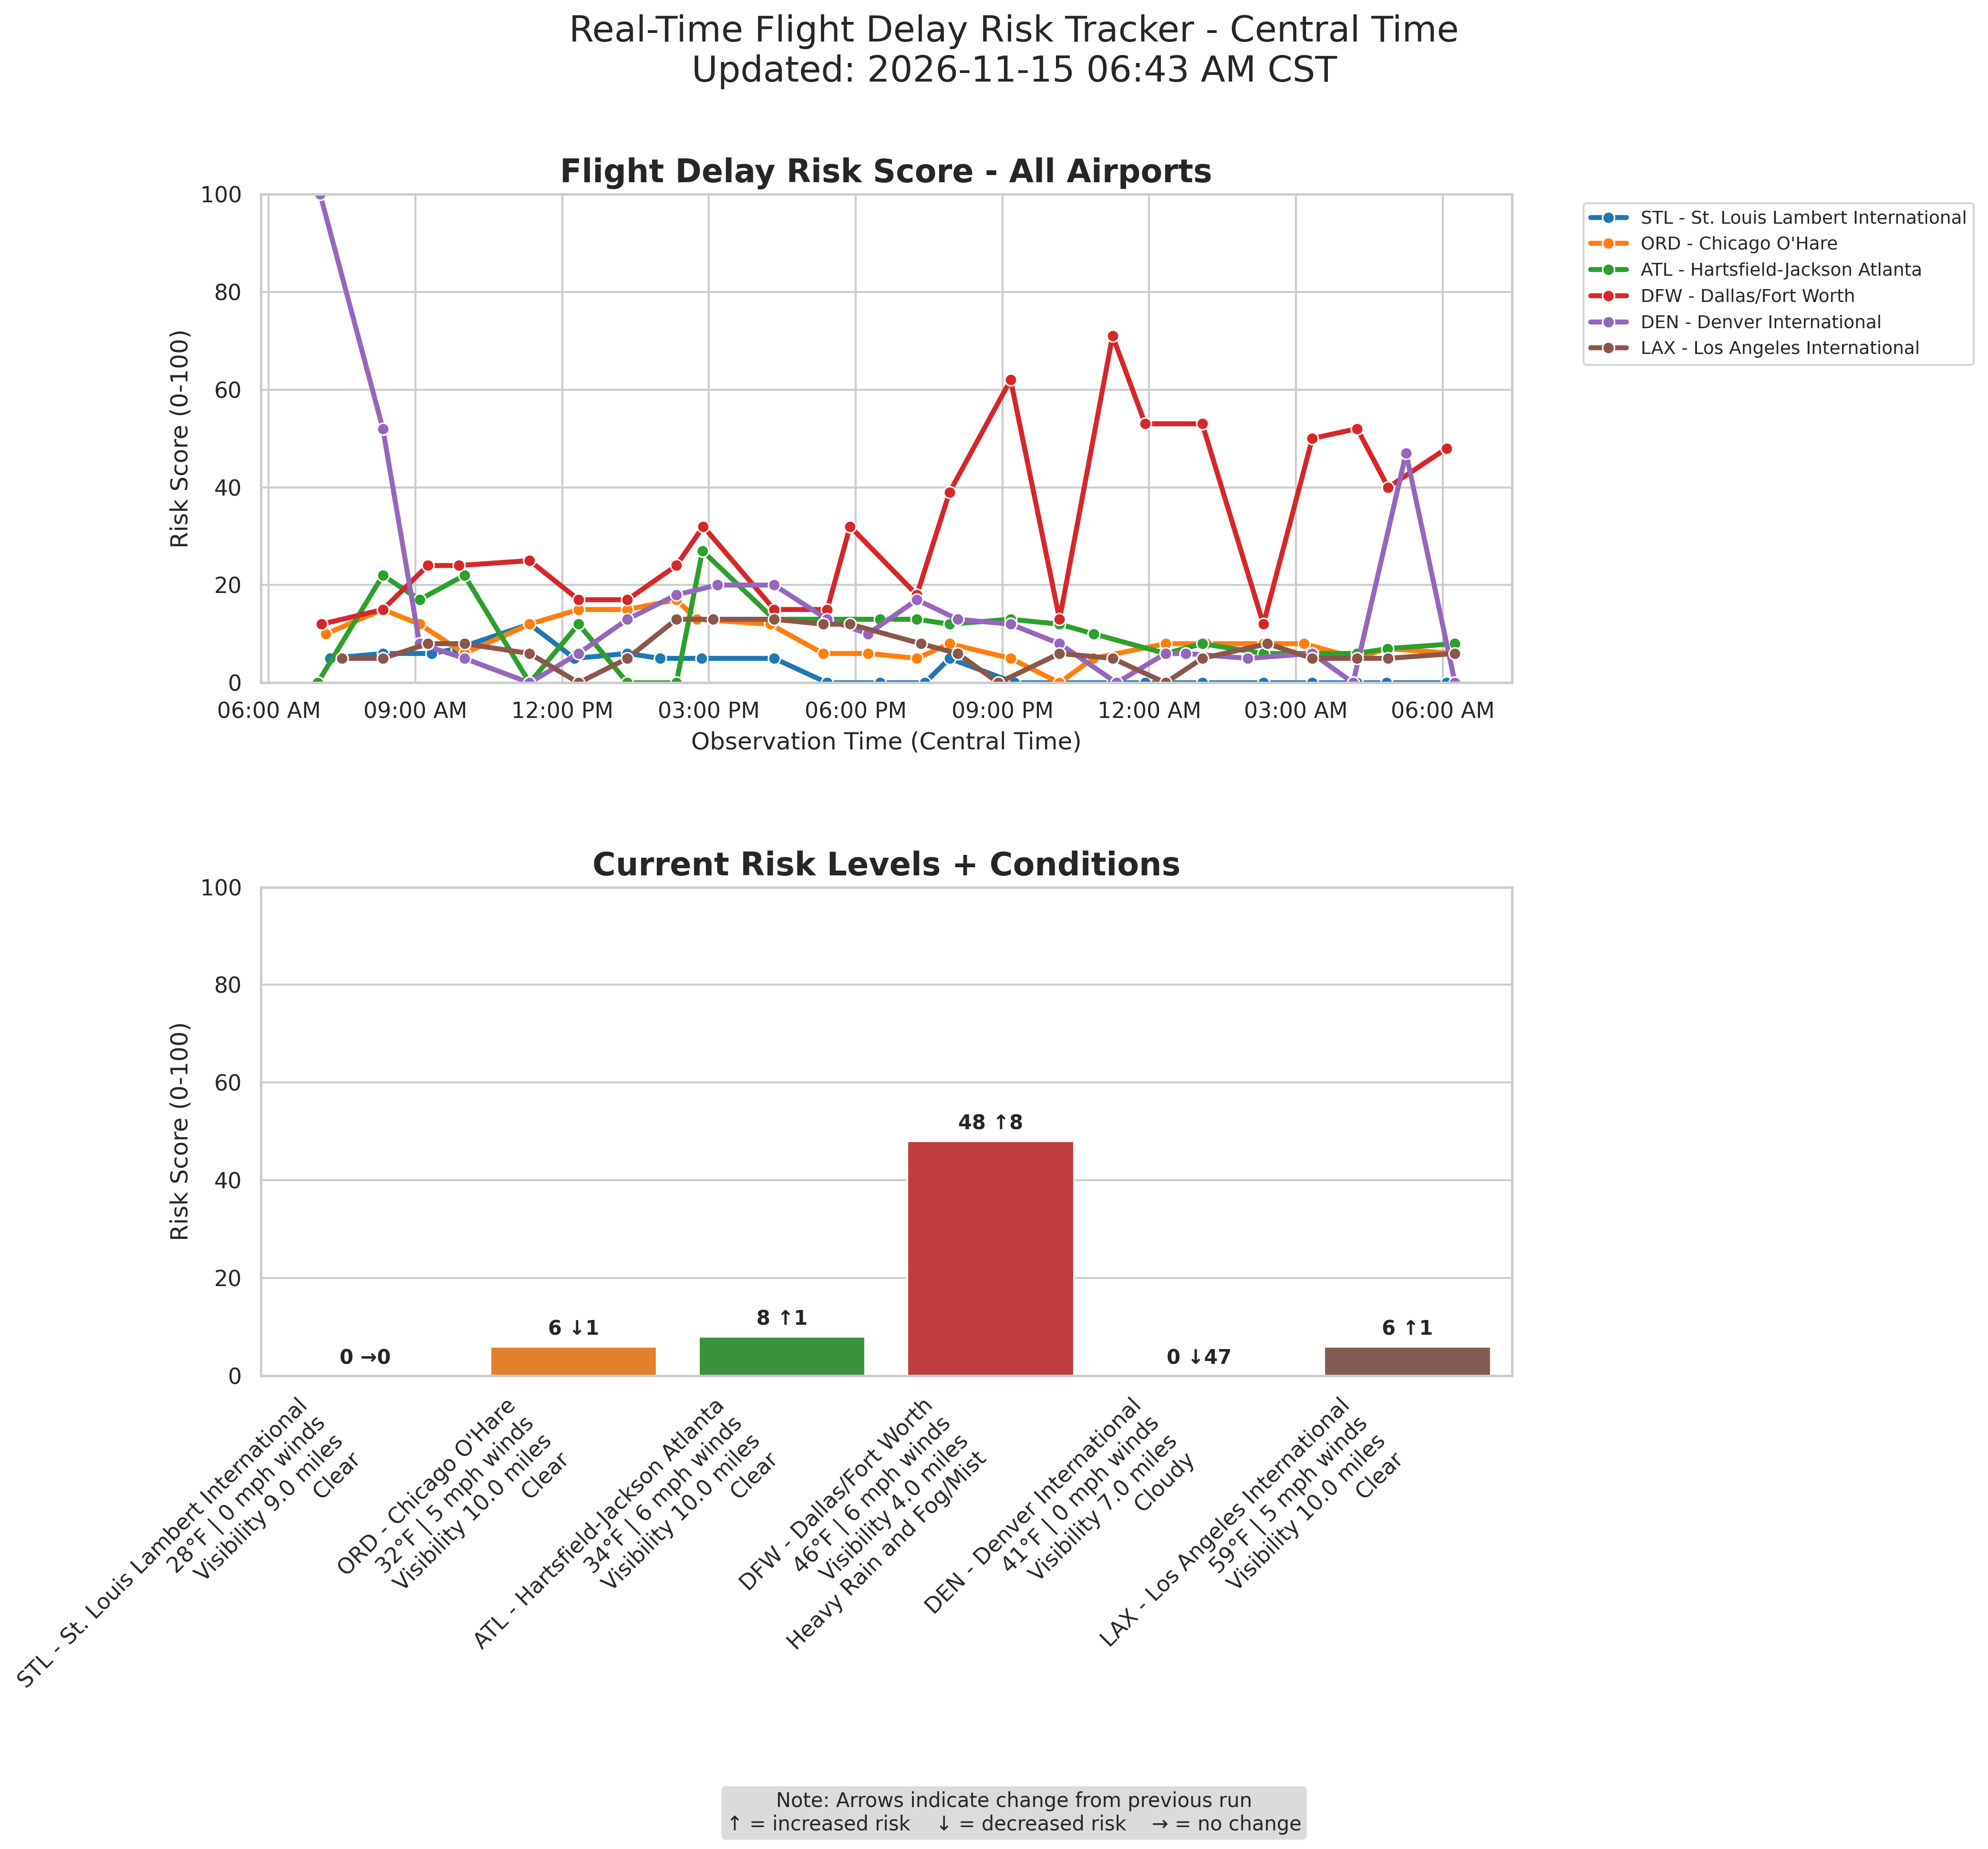 Real-Time Flight Delay Risk Tracker - Central Time
Updated: 2026-11-15 06:43 AM CST
Flight Delay Risk Score - All Airports
Risk Score (0-100)
100
80
60
40
20
0
06:00 AM
09:00 AM
12:00 PM
03:00 PM
06:00 PM
09:00 PM
12:00 AM
03:00 AM
06:00 AM
Observation Time (Central Time)
STL - St. Louis Lambert International
ORD - Chicago O'Hare
ATL - Hartsfield-Jackson Atlanta
DFW - Dallas/Fort Worth
DEN - Denver International
LAX - Los Angeles International
Current Risk Levels + Conditions
Risk Score (0-100)
100
80
60
40
20
0
0 →0
6 ↓1
8 ↑1
48 ↑8
0 ↓47
6 ↑1
STL - St. Louis Lambert International
28°F | 0 mph winds
Visibility 9.0 miles
Clear
ORD - Chicago O'Hare
32°F | 5 mph winds
Visibility 10.0 miles
Clear
ATL - Hartsfield-Jackson Atlanta
34°F | 6 mph winds
Visibility 10.0 miles
Clear
DFW - Dallas/Fort Worth
46°F | 6 mph winds
Visibility 4.0 miles
Heavy Rain and Fog/Mist
DEN - Denver International
41°F | 0 mph winds
Visibility 7.0 miles
Cloudy
LAX - Los Angeles International
59°F | 5 mph winds
Visibility 10.0 miles
Clear
Note: Arrows indicate change from previous run
↑ = increased risk ↓ = decreased risk → = no change